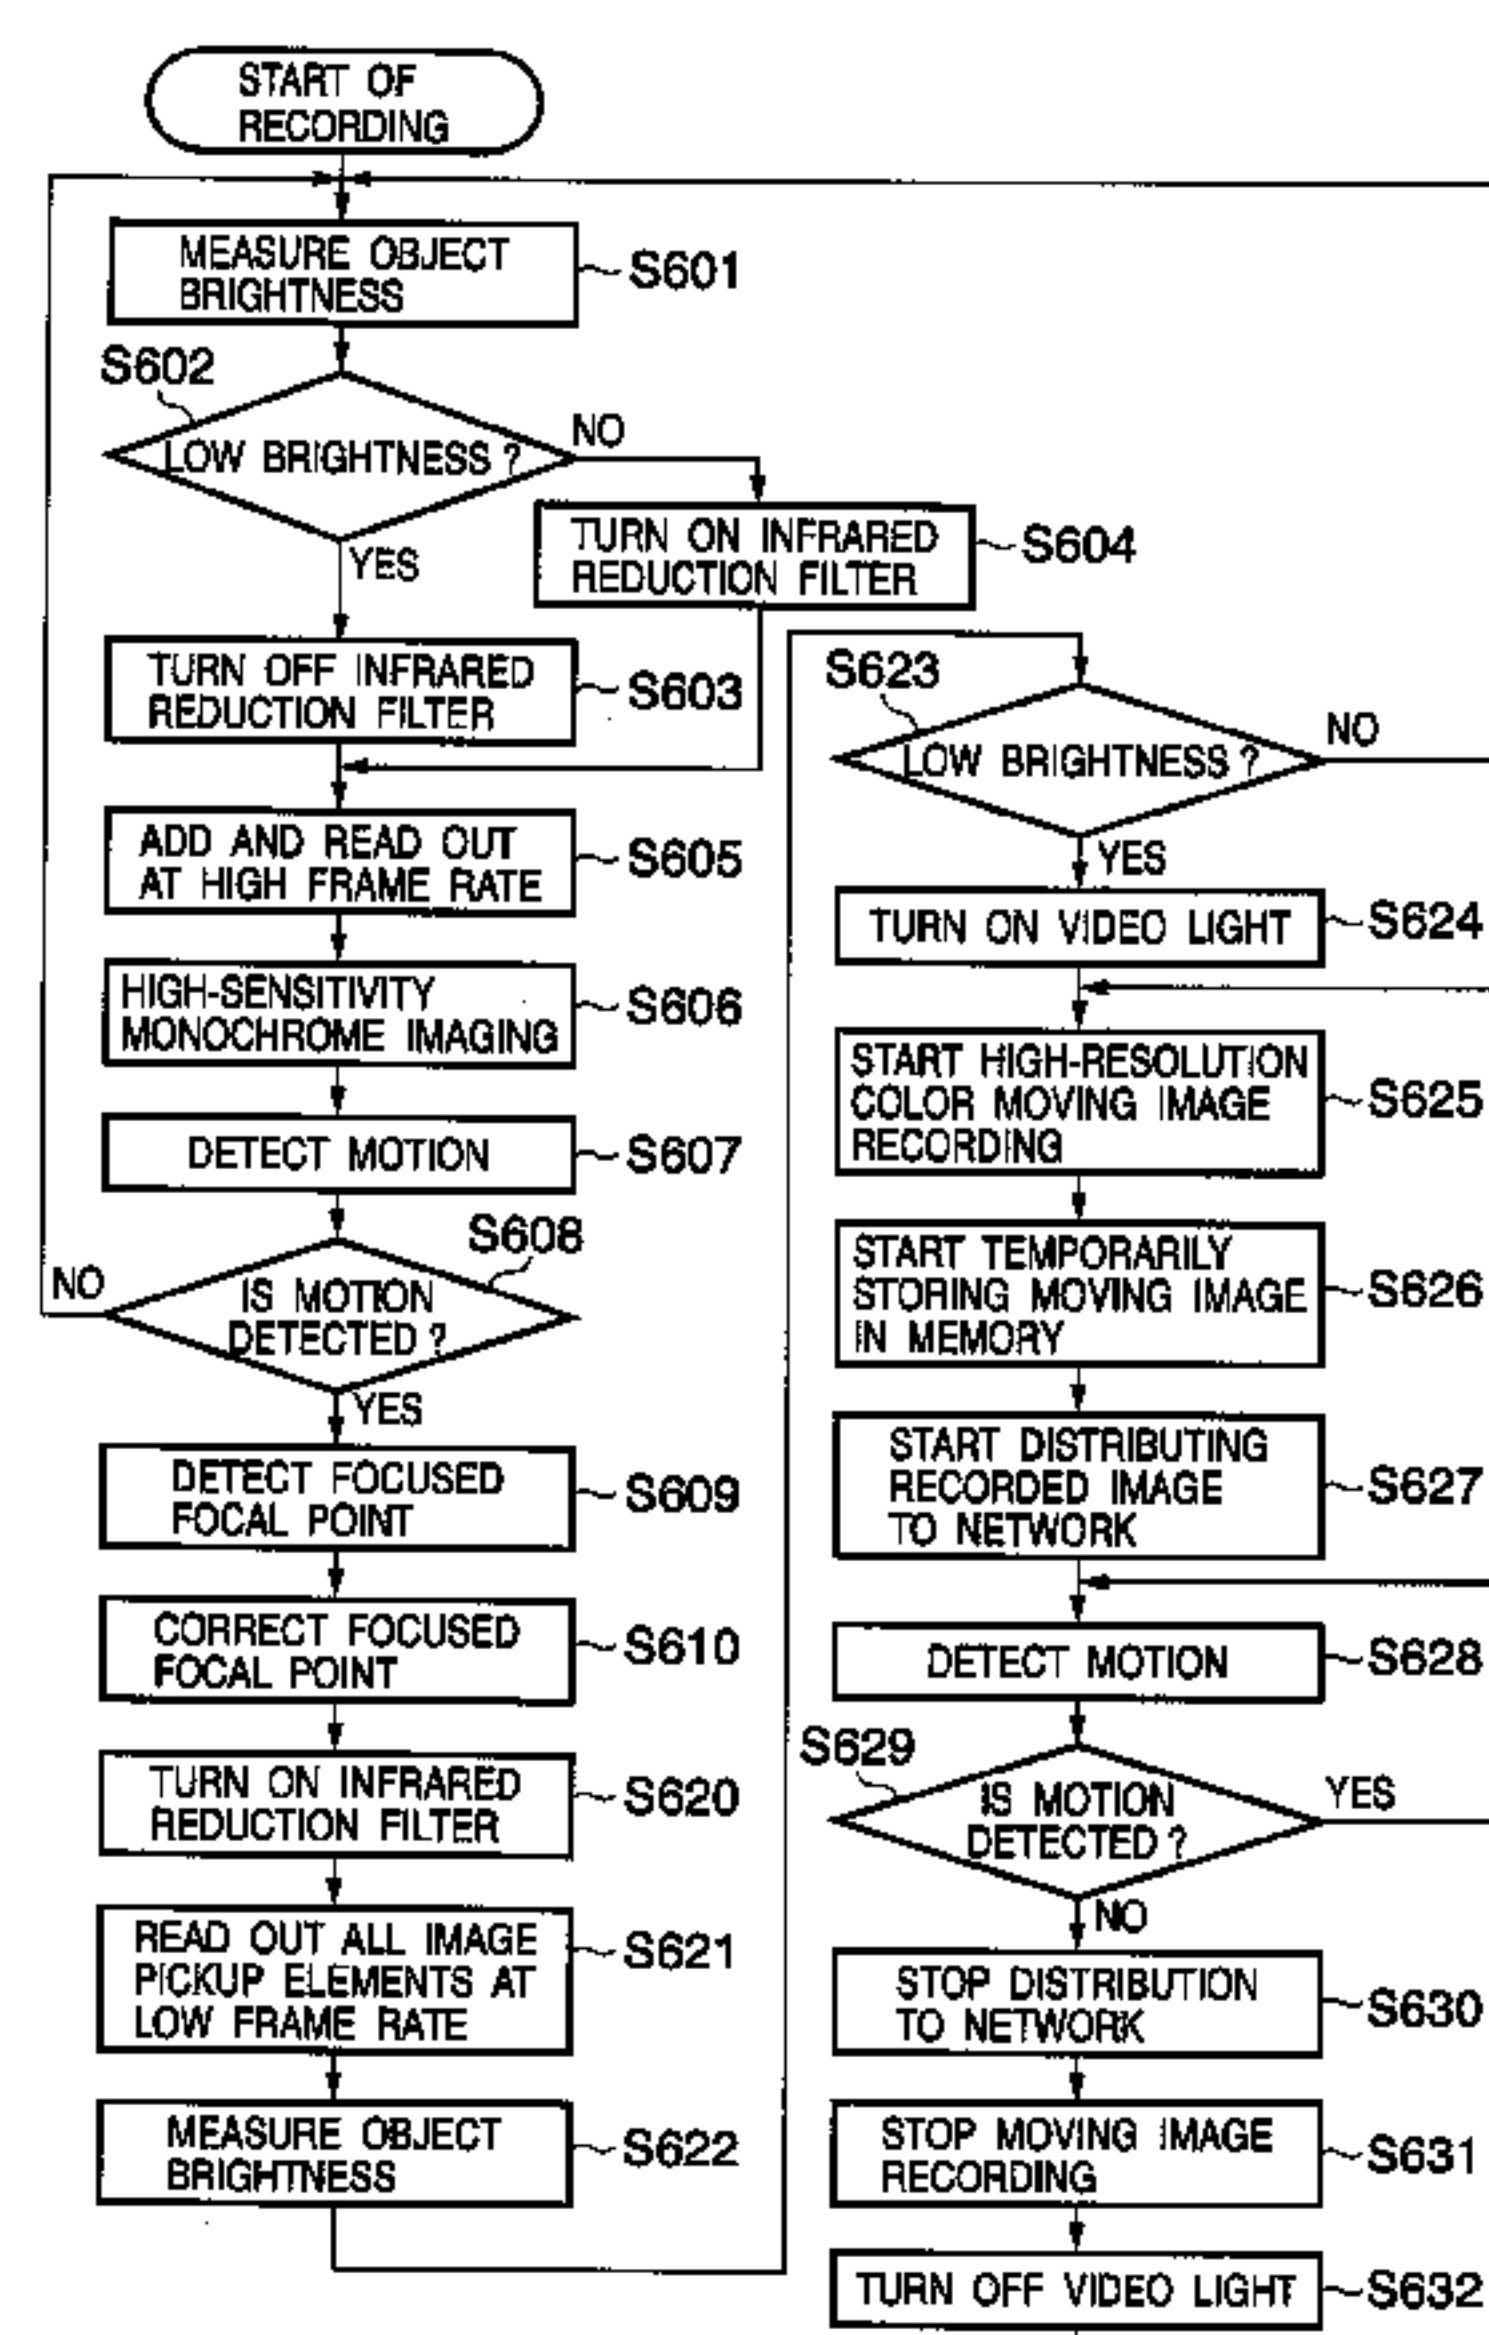 START OF
RECORDING
MEASURE OBJECT
BRIGHTNESS
S601
S602
LOW BRIGHTNESS ?
NO
YES
TURN ON INFRARED
REDUCTION FILTER
S604
TURN OFF INFRARED
REDUCTION FILTER
S603
ADD AND READ OUT
AT HIGH FRAME RATE
S605
HIGH-SENSITIVITY
MONOCHROME IMAGING
S606
DETECT MOTION
S607
S608
IS MOTION
DETECTED ?
NO
YES
DETECT FOCUSED
FOCAL POINT
S609
CORRECT FOCUSED
FOCAL POINT
S610
TURN ON INFRARED
REDUCTION FILTER
S620
READ OUT ALL IMAGE
PICKUP ELEMENTS AT
LOW FRAME RATE
S621
MEASURE OBJECT
BRIGHTNESS
S622
S623
LOW BRIGHTNESS ?
NO
YES
TURN ON VIDEO LIGHT
S624
START HIGH-RESOLUTION
COLOR MOVING IMAGE
RECORDING
S625
START TEMPORARILY
STORING MOVING IMAGE
IN MEMORY
S626
START DISTRIBUTING
RECORDED IMAGE
TO NETWORK
S627
DETECT MOTION
S628
S629
IS MOTION
DETECTED ?
YES
NO
STOP DISTRIBUTION
TO NETWORK
S630
STOP MOVING IMAGE
RECORDING
S631
TURN OFF VIDEO LIGHT
S632